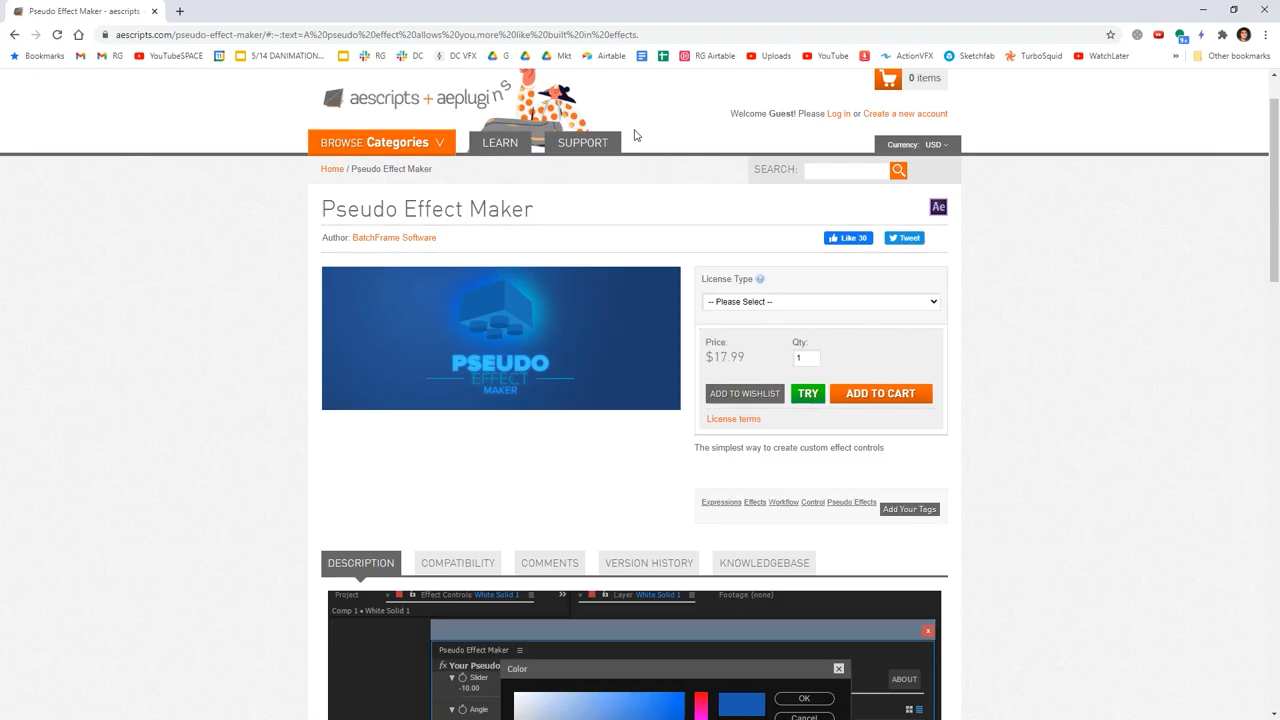 Pseudo Effect Maker - aescripts
aescripts.com/pseudo-effect-maker/#:~:text=A%20pseudo%20effect%20allows%20you,more%20like%20built%20in%20effects.
Bookmarks M RG YouTubeSPACE 5/14 DANIMATION... RG DC DC VFX RG Mkt Airtable RG Airtable Uploads YouTube ActionVFX Sketchfab TurboSquid WatchLater » Other bookmarks
aescripts + aeplugins
0 items
Welcome Guest! Please Log in or Create a new account
BROWSE Categories LEARN SUPPORT
Currency: USD
Home / Pseudo Effect Maker
SEARCH:
Pseudo Effect Maker
Ae
Author: BatchFrame Software
Like 30
Tweet
PSEUDO
EFFECT
MAKER
License Type ?
-- Please Select --
Price: Qty:
$17.99 1
ADD TO WISHLIST TRY ADD TO CART
License terms
The simplest way to create custom effect controls
Expressions Effects Workflow Control Pseudo Effects
Add Your Tags
DESCRIPTION COMPATIBILITY COMMENTS VERSION HISTORY KNOWLEDGEBASE
Project Effect Controls White Solid 1 » Layer White Solid 1 Footage (none)
Comp 1 • White Solid 1
Pseudo Effect Maker
fx Your Pseudo
Color
Slider
-10.00
ABOUT
OK
Angle
Cancel